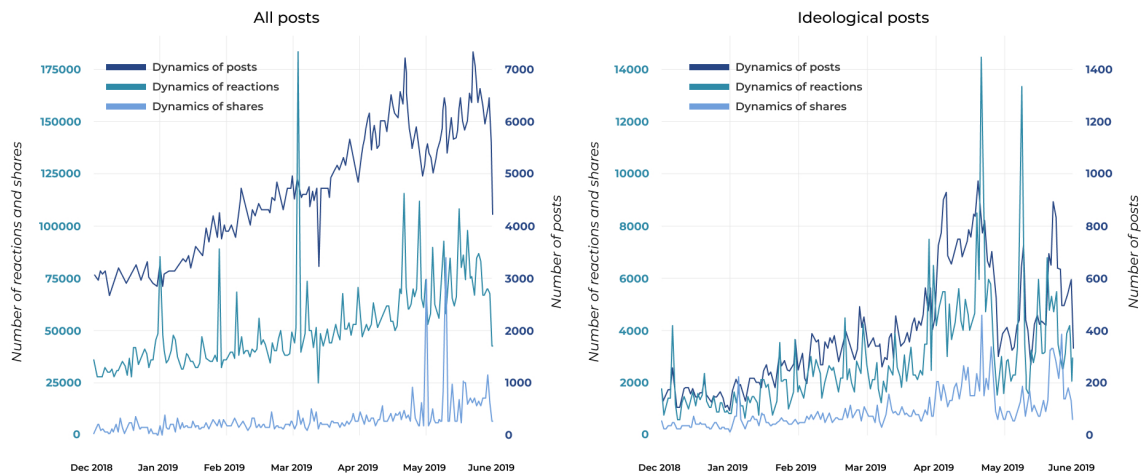 All posts
Ideological posts
Dynamics of posts
Dynamics of reactions
Dynamics of shares
175000
150000
125000
100000
75000
50000
25000
0
7000
6000
5000
4000
3000
2000
1000
0
Number of reactions and shares
Number of posts
Dec 2018
Jan 2019
Feb 2019
Mar 2019
Apr 2019
May 2019
June 2019
Dynamics of posts
Dynamics of reactions
Dynamics of shares
14000
12000
10000
8000
6000
4000
2000
0
1400
1200
1000
800
600
400
200
0
Number of reactions and shares
Number of posts
Dec 2018
Jan 2019
Feb 2019
Mar 2019
Apr 2019
May 2019
June 2019